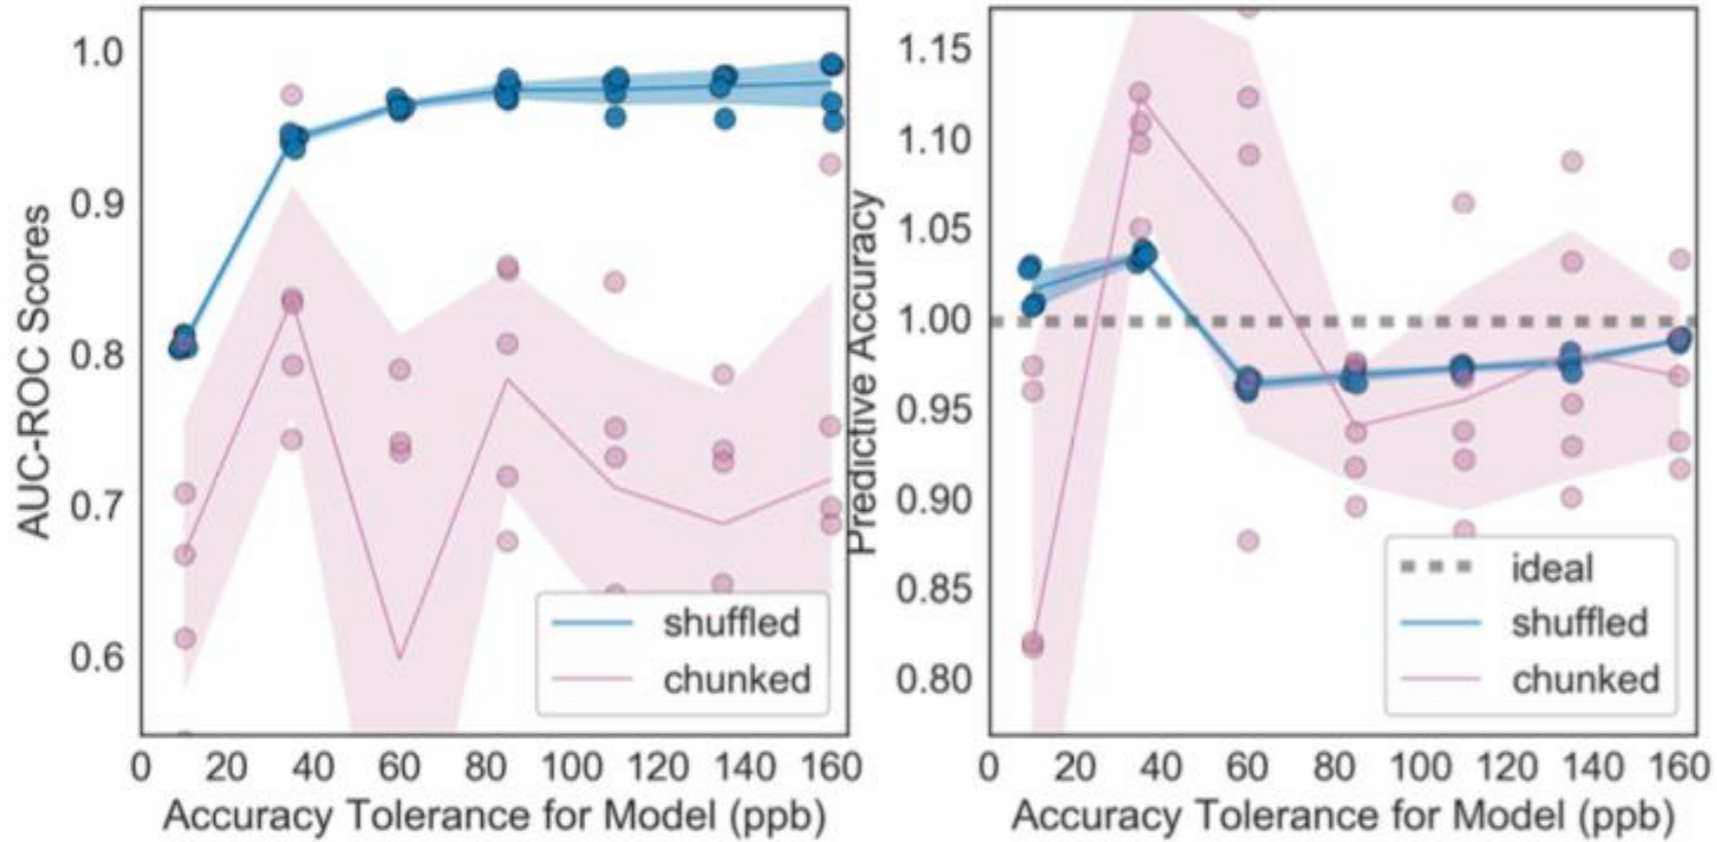 AUC-ROC Scores
1.0
0.9
0.8
0.7
0.6
shuffled
chunked
0 20 40 60 80 100 120 140 160
Accuracy Tolerance for Model (ppb)
Predictive Accuracy
1.15
1.10
1.05
1.00
0.95
0.90
0.85
0.80
ideal
shuffled
chunked
0 20 40 60 80 100 120 140 160
Accuracy Tolerance for Model (ppb)